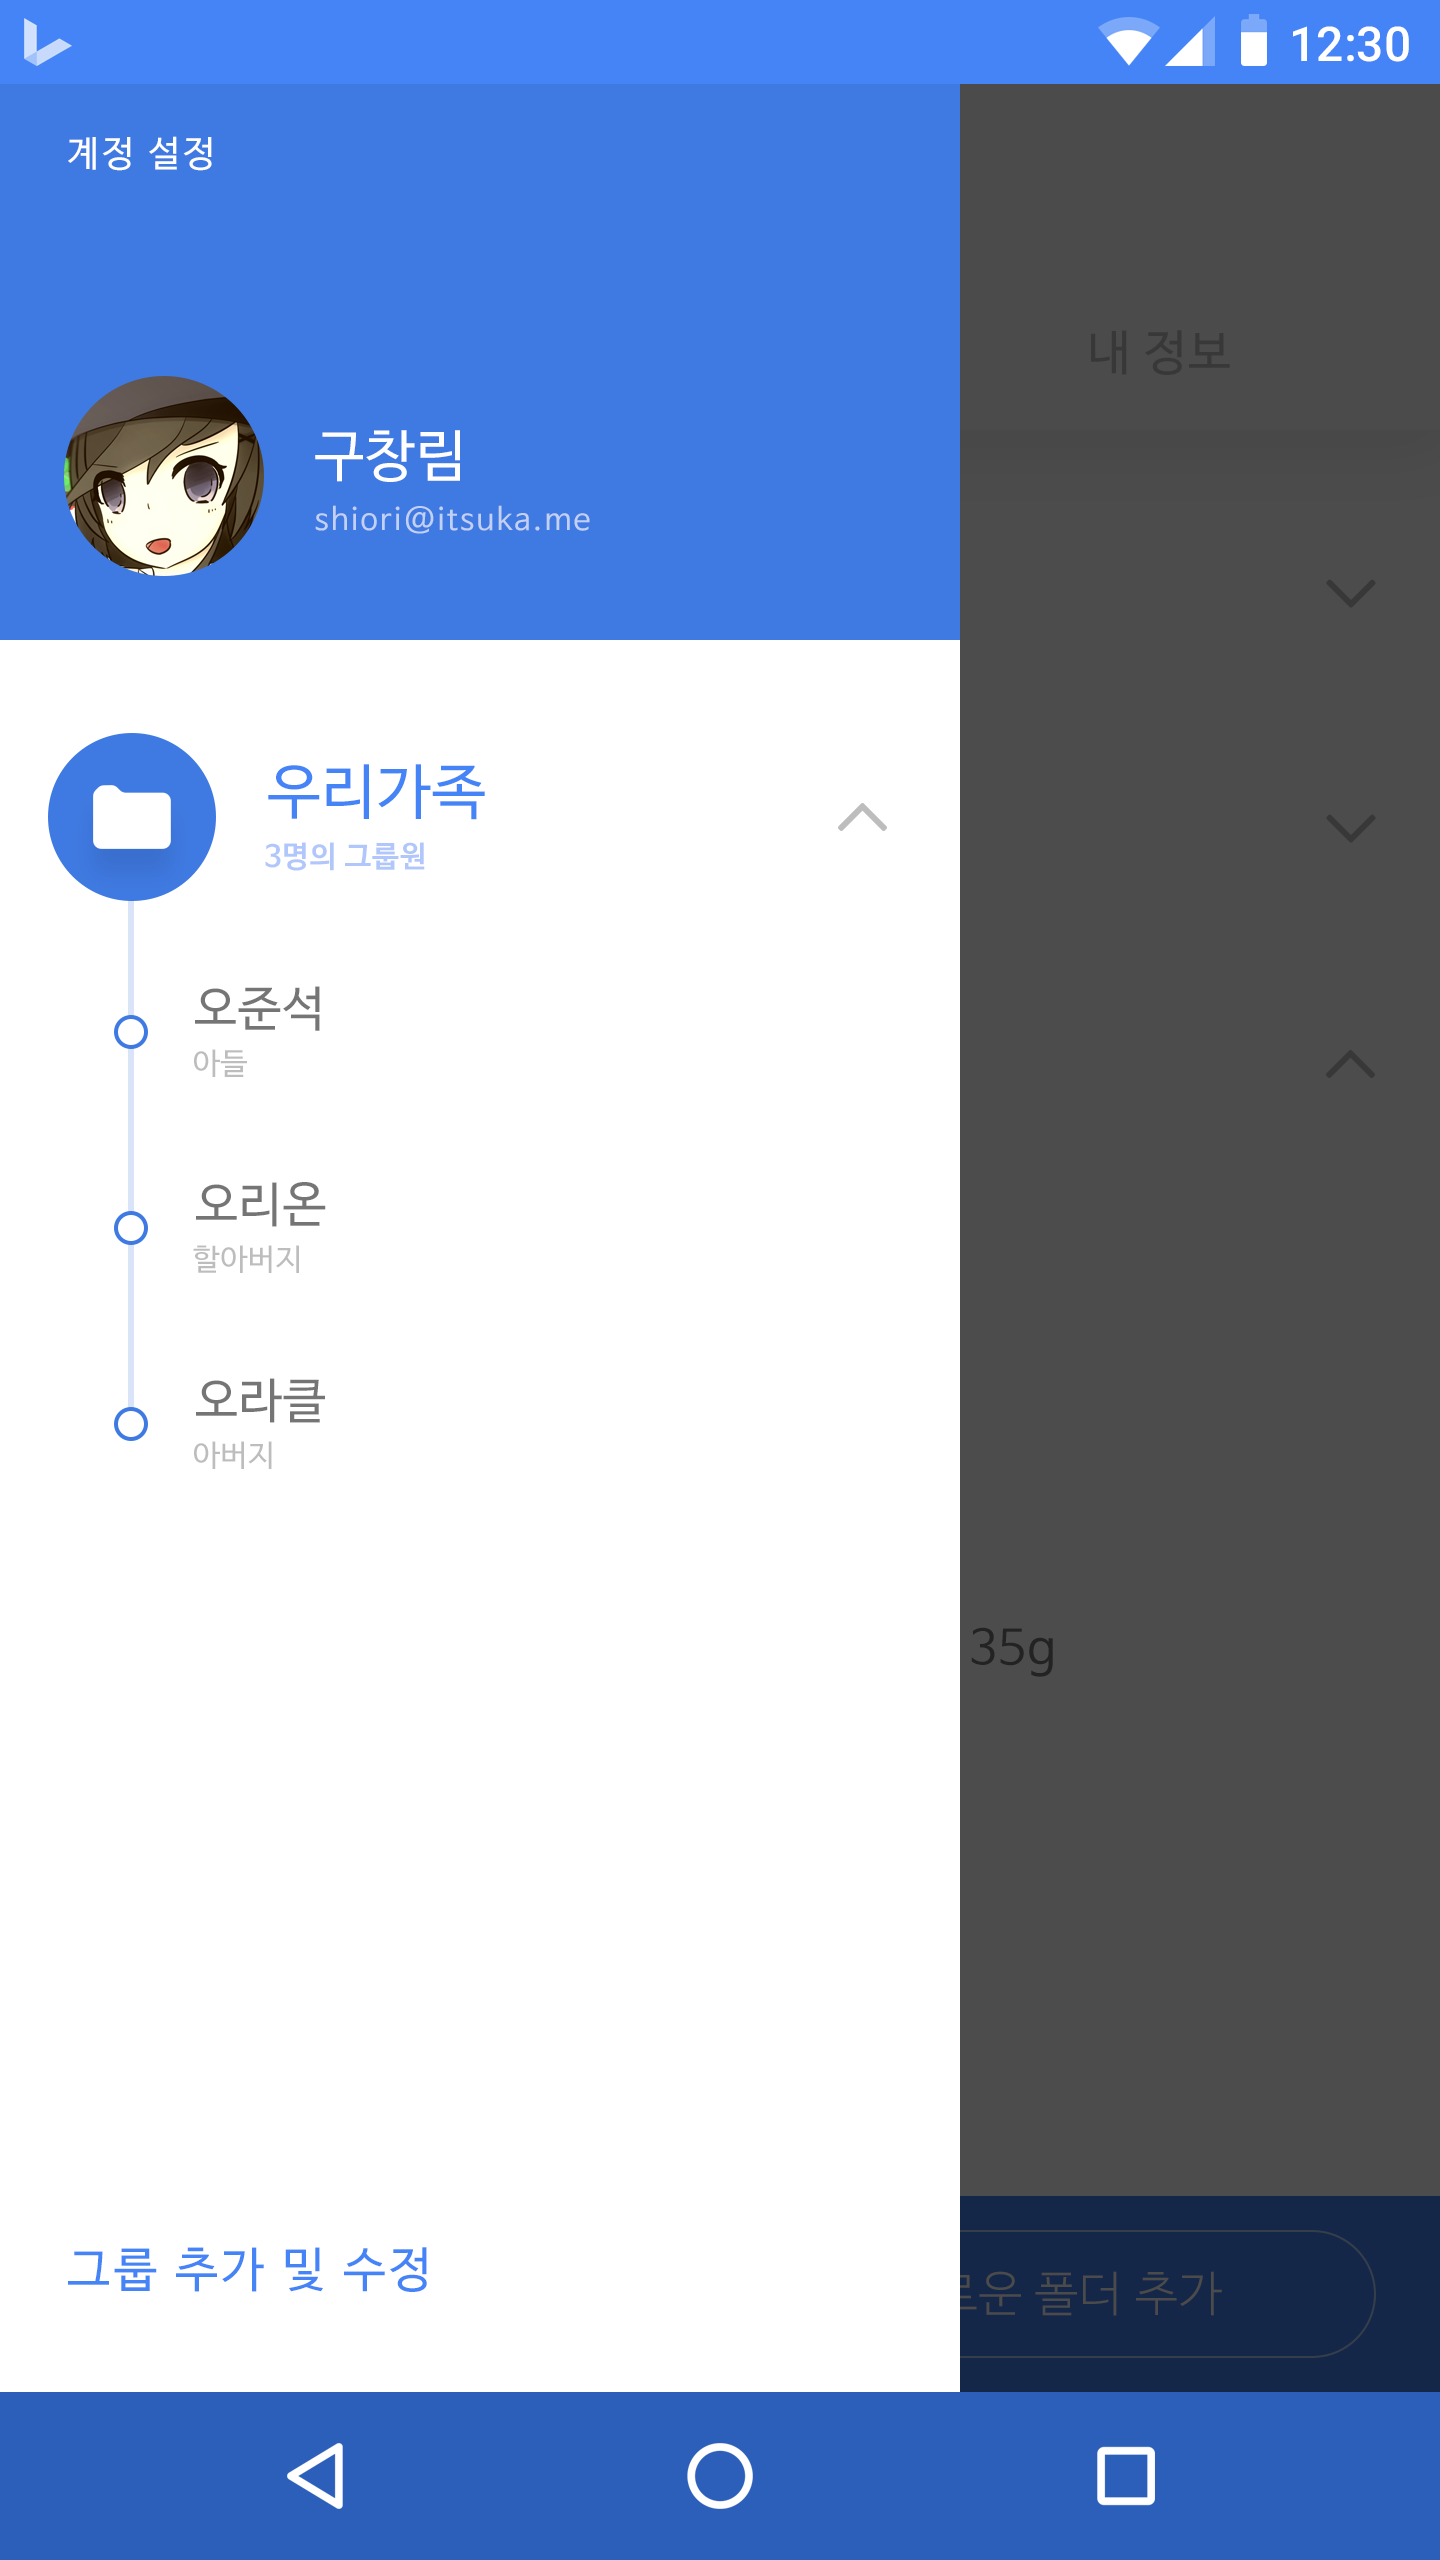 12:30
계정 설정
내 정보
구창림
shiori@itsuka.me
우리가족
3명의 그룹원
오준석
아들
오리온
할아버지
오라클
아버지
35g
그룹 추가 및 수정
폴더 추가